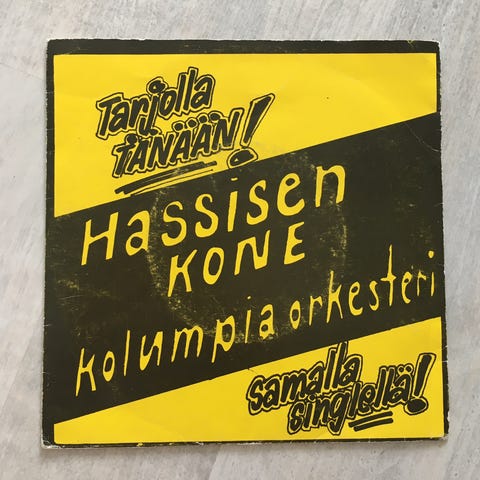 Tarjolla
TÄNÄÄN!
Hassisen
KONE
kolumpia orkesteri
samalla
singlellä!